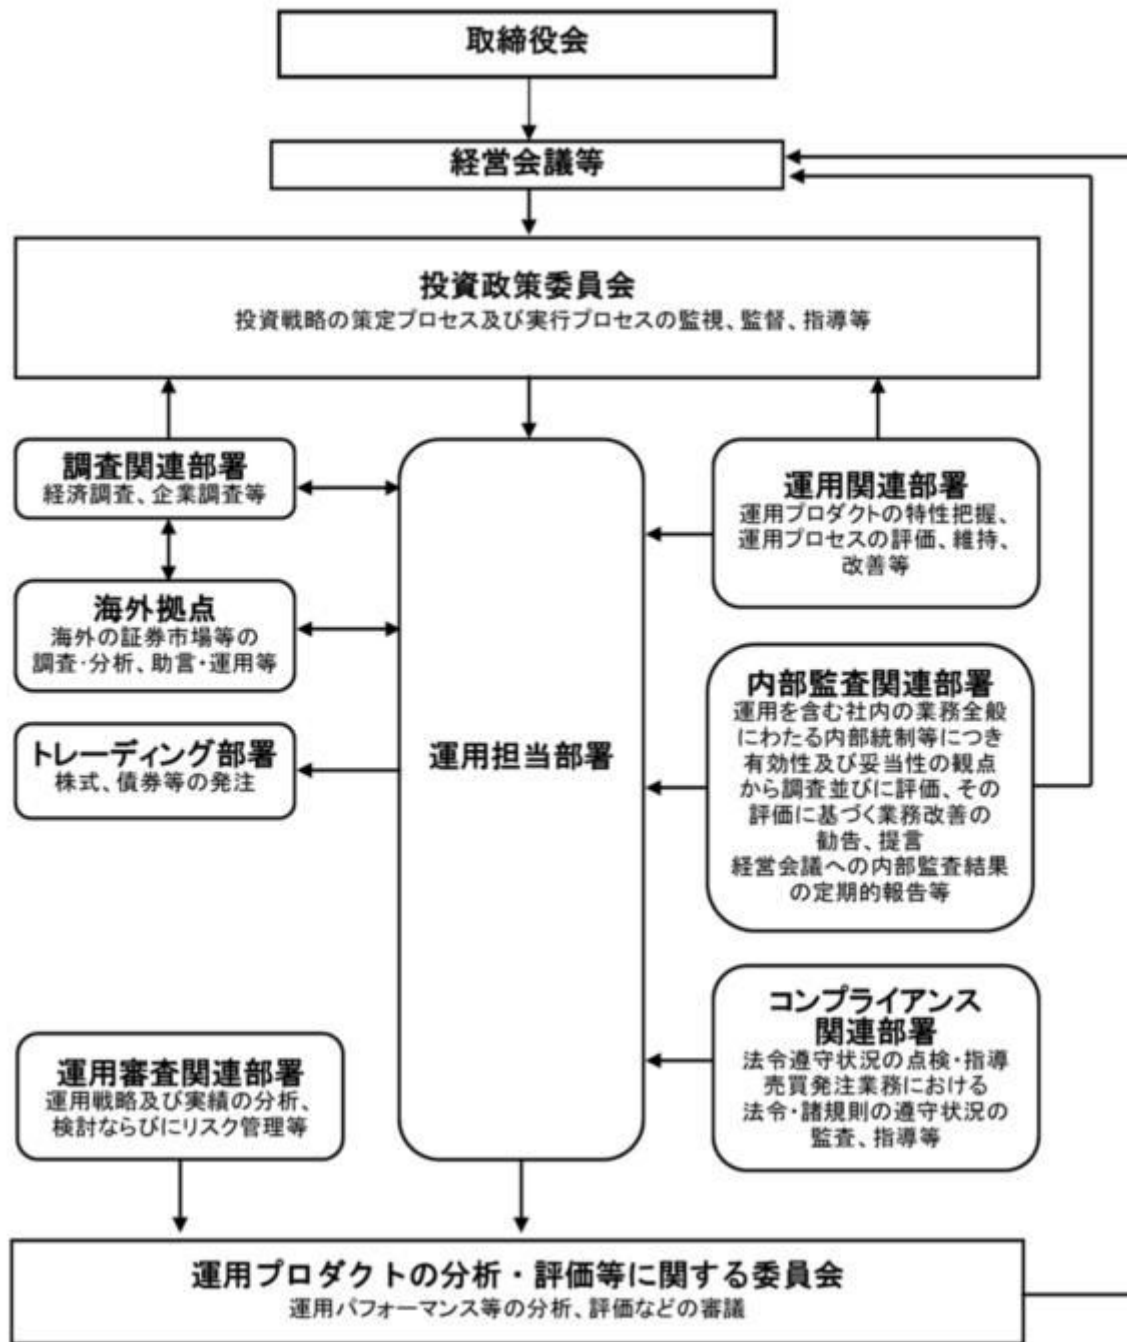 取締役会
経営会議等
投資政策委員会
投資戦略の策定プロセス及び実行プロセスの監視、監督、指導等
調査関連部署
経済調査、企業調査等
海外拠点
海外の証券市場等の
調査・分析、助言・運用等
トレーディング部署
株式、債券等の発注
運用審査関連部署
運用戦略及び実績の分析、
検討ならびにリスク管理等
運用担当部署
運用関連部署
運用プロダクトの特性把握、
運用プロセスの評価、維持、
改善等
内部監査関連部署
運用を含む社内の業務全般
にわたる内部統制等につき
有効性及び妥当性の観点
から調査並びに評価、その
評価に基づく業務改善の
勧告、提言
経営会議への内部監査結果
の定期的報告等
コンプライアンス
関連部署
法令遵守状況の点検・指導
売買発注業務における
法令・諸規則の遵守状況の
監査、指導等
運用プロダクトの分析・評価等に関する委員会
運用パフォーマンス等の分析、評価などの審議